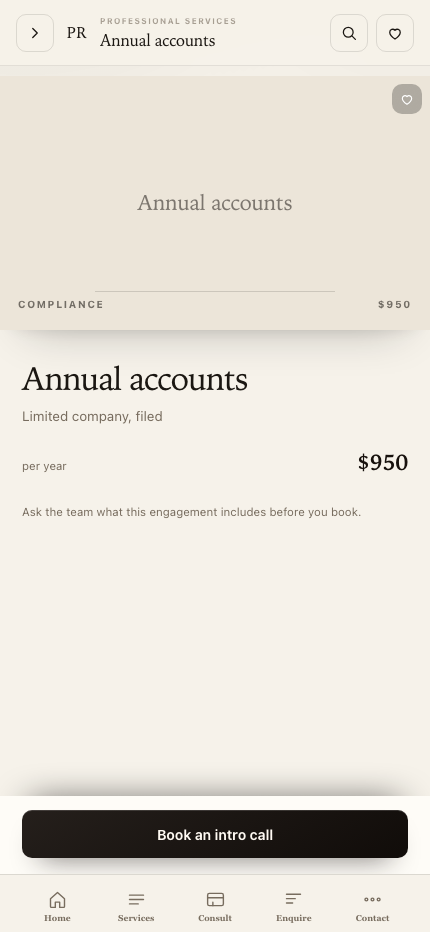 PR
PROFESSIONAL SERVICES
Annual accounts
Annual accounts
COMPLIANCE
$950
Annual accounts
Limited company, filed
per year
$950
Ask the team what this engagement includes before you book.
Book an intro call
Home
Services
Consult
Enquire
Contact